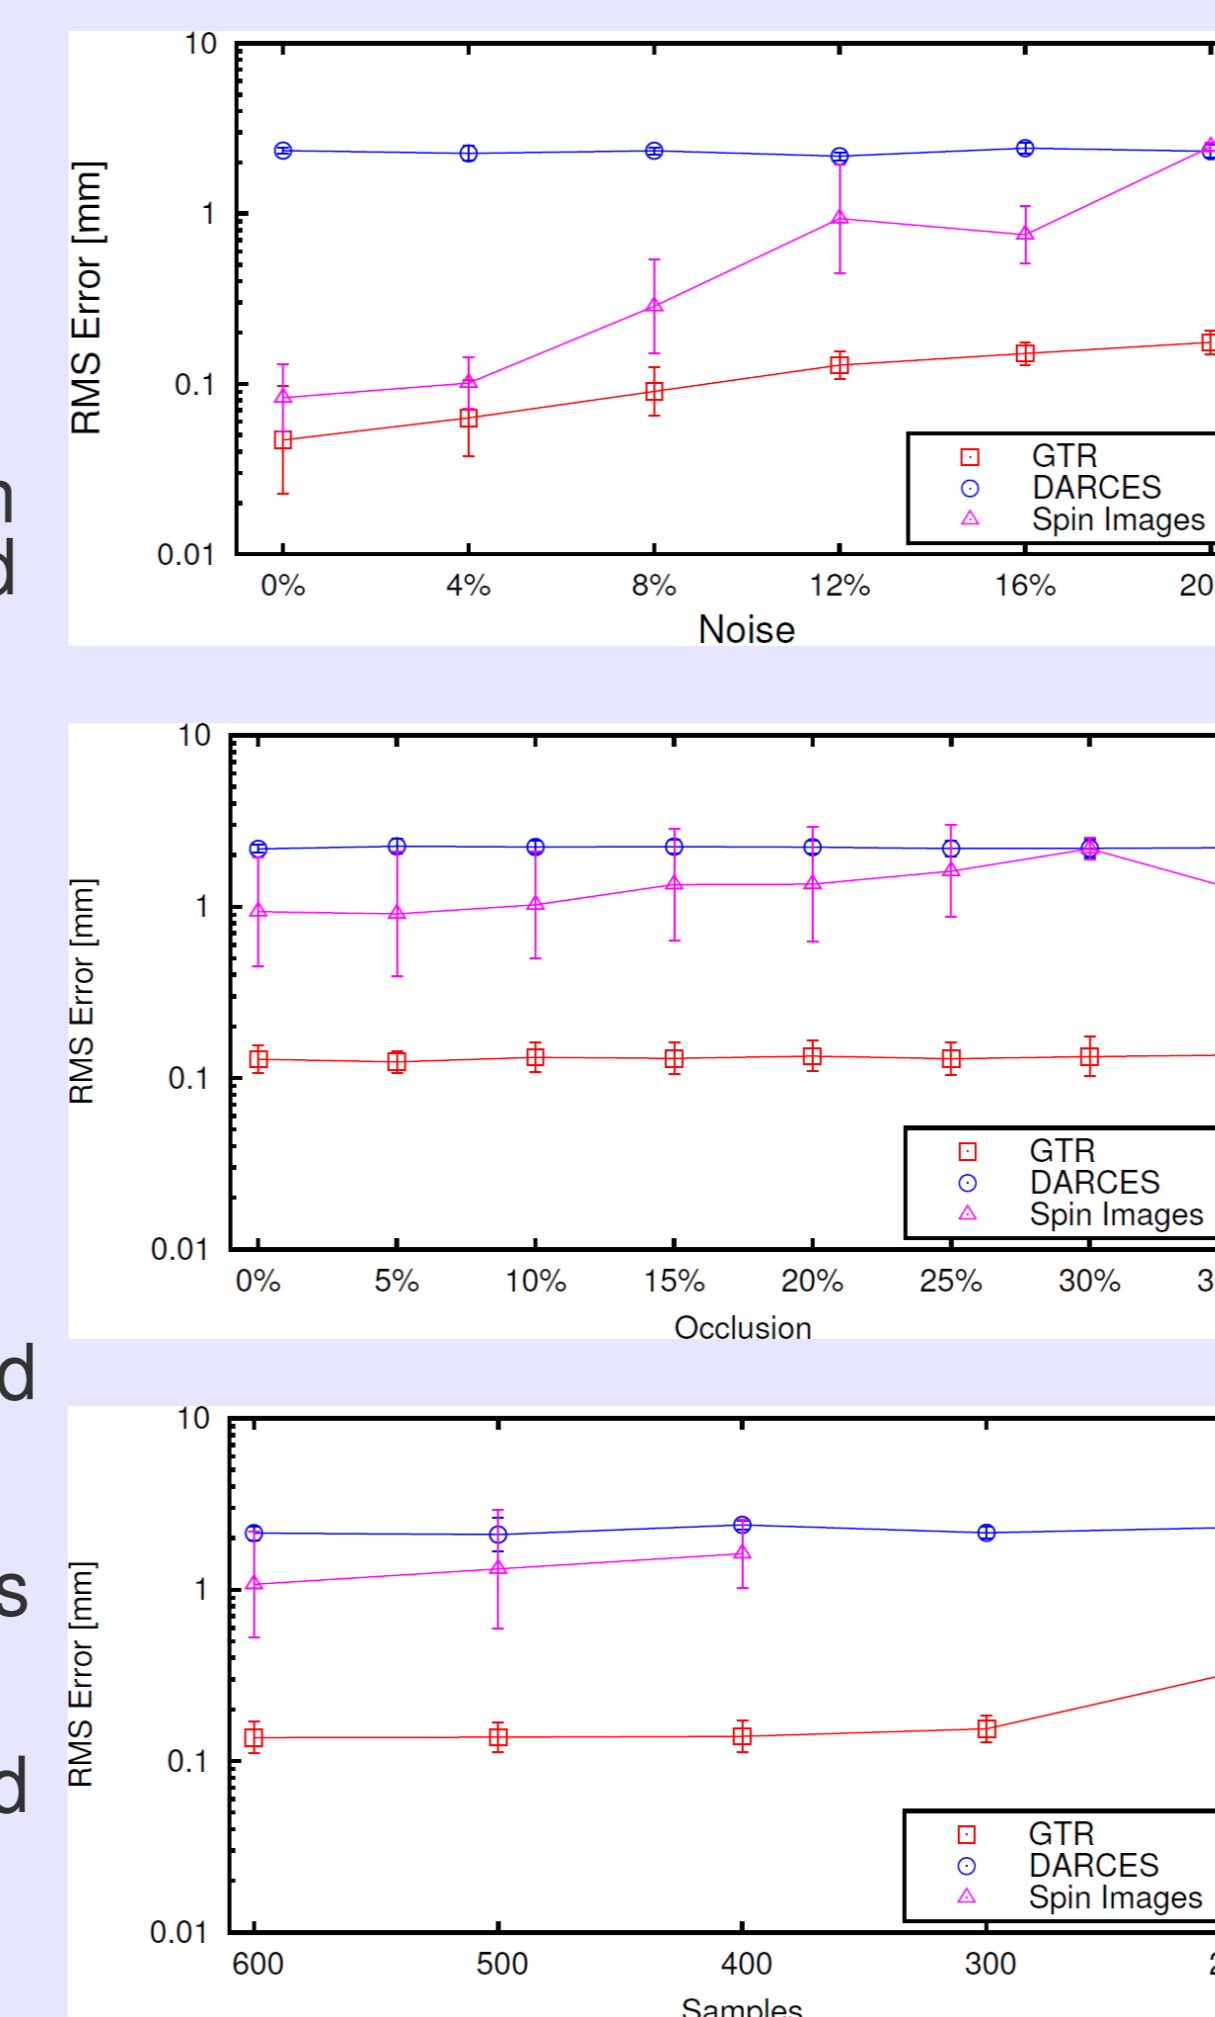 10
1
0.1
0.01
RMS Error [mm]
GTR
DARCES
Spin Images
0% 4% 8% 12% 16% 20
Noise
n
d
10
1
0.1
0.01
RMS Error [mm]
GTR
DARCES
Spin Images
0% 5% 10% 15% 20% 25% 30% 3
Occlusion
d
10
1
0.1
0.01
RMS Error [mm]
s
d
GTR
DARCES
Spin Images
600 500 400 300
Samples